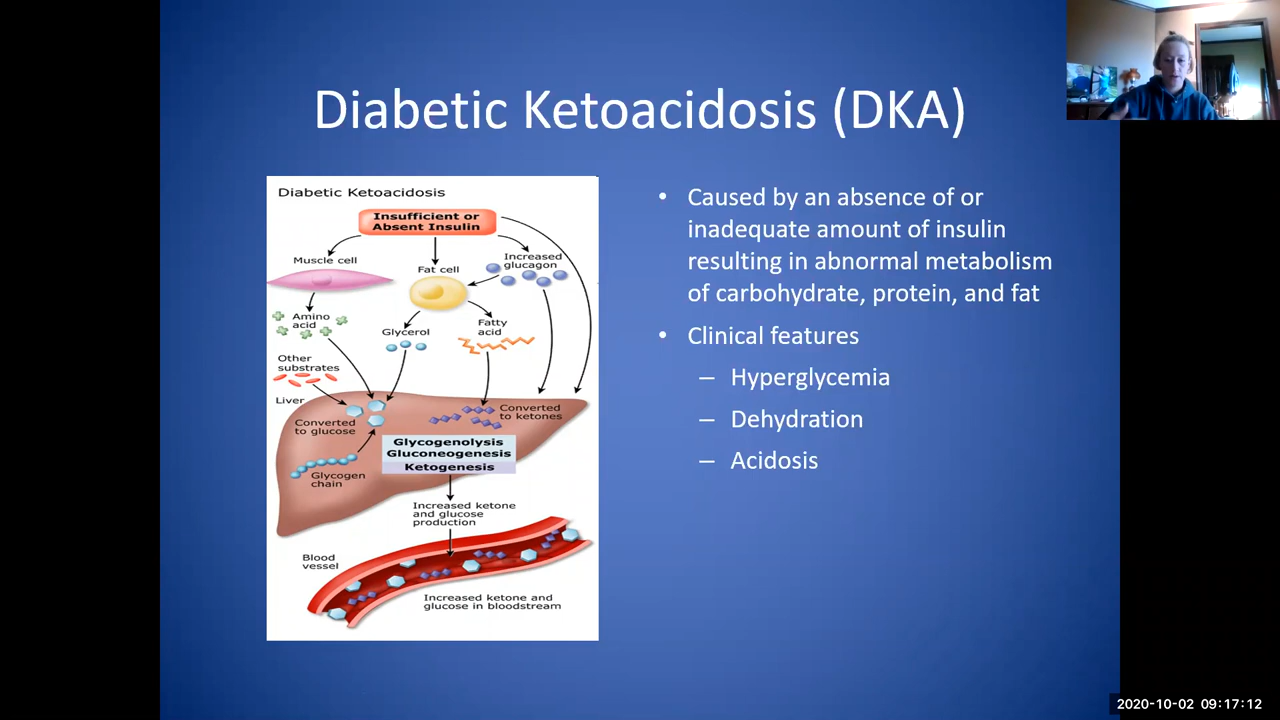 Diabetic Ketoacidosis (DKA)
Diabetic Ketoacidosis
Insufficient or
Absent Insulin
Muscle cell
Fat cell
Increased
glucagon
Amino
acid
Glycerol
Fatty
acid
Other
substrates
Liver
Converted
to glucose
Converted
to ketones
Glycogenolysis
Gluconeogenesis
Ketogenesis
Glycogen
chain
Increased ketone
and glucose
production
Blood
vessel
Increased ketone and
glucose in bloodstream
• Caused by an absence of or
inadequate amount of insulin
resulting in abnormal metabolism
of carbohydrate, protein, and fat
• Clinical features
– Hyperglycemia
– Dehydration
– Acidosis
2020-10-02 09:17:12